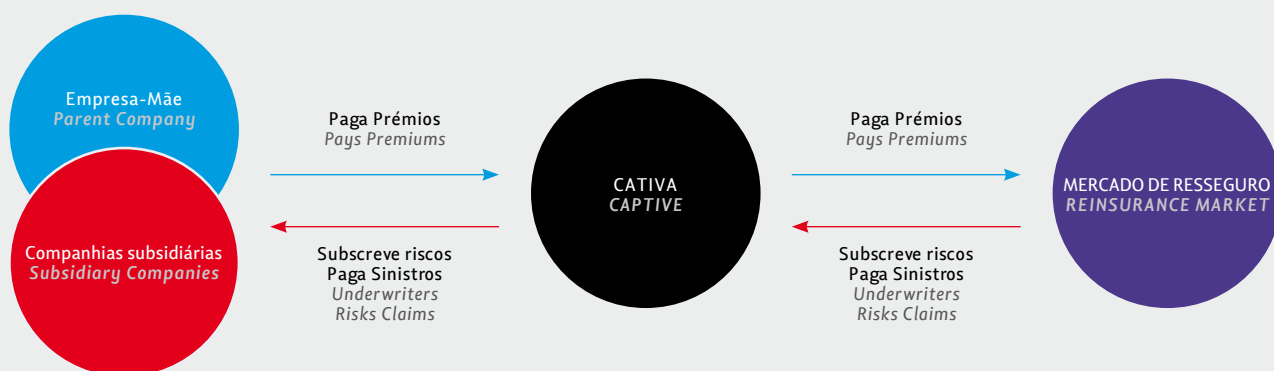 Empresa-Mãe
Parent Company
Companhias subsidiárias
Subsidiary Companies
Paga Prémios
Pays Premiums
Subscreve riscos
Paga Sinistros
Underwriters
Risks Claims
CATIVA
CAPTIVE
Paga Prémios
Pays Premiums
Subscreve riscos
Paga Sinistros
Underwriters
Risks Claims
MERCADO DE RESSEGURO
REINSURANCE MARKET